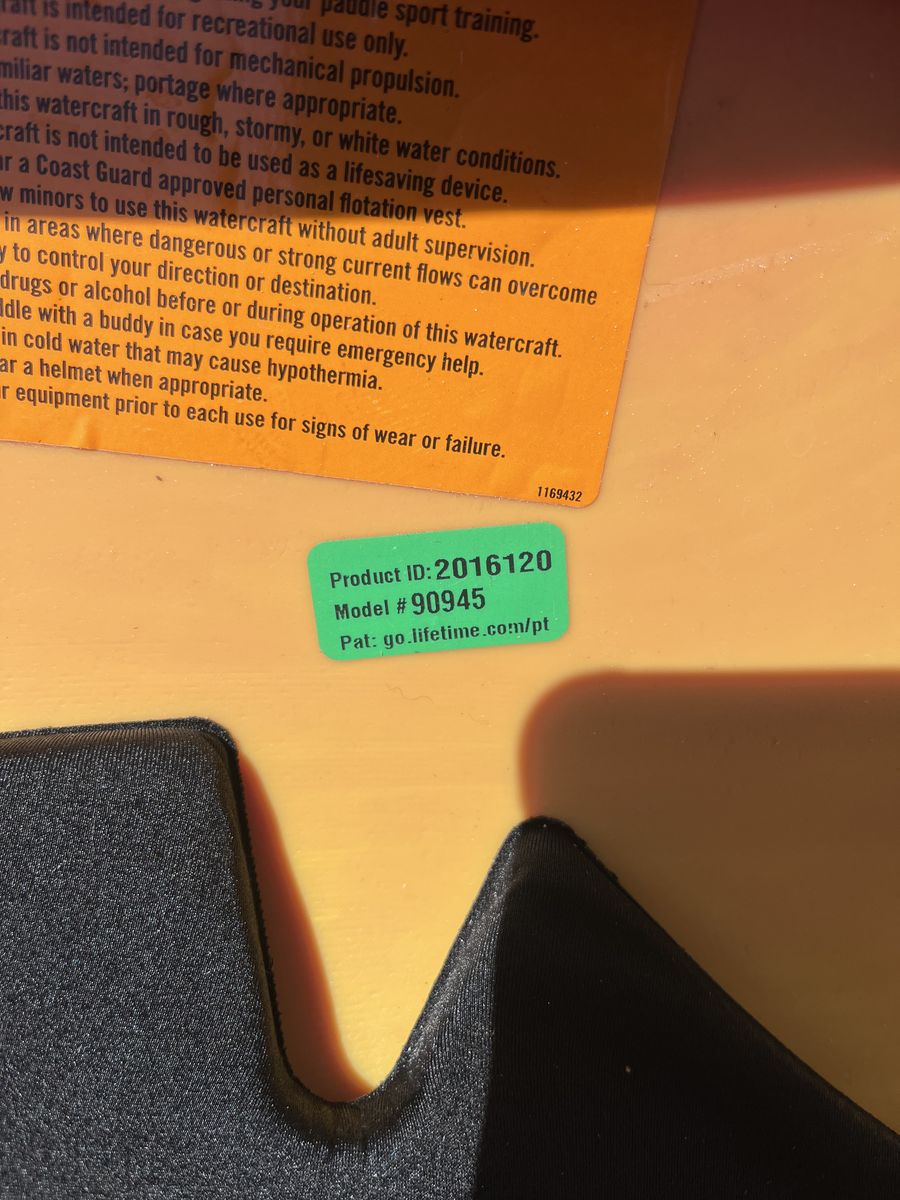 your paddle sport training.
is intended for recreational use only.
is not intended for mechanical propulsion.
waters; portage where appropriate.
this watercraft in rough, stormy, or white water conditions.
is not intended to be used as a lifesaving device.
a Coast Guard approved personal flotation vest.
minors to use this watercraft without adult supervision.
in areas where dangerous or strong current flows can overcome
to control your direction or destination.
drugs or alcohol before or during operation of this watercraft.
with a buddy in case you require emergency help.
in cold water that may cause hypothermia.
a helmet when appropriate.
equipment prior to each use for signs of wear or failure.
1169432
Product ID: 2016120
Model # 90945
Pat: go.lifetime.com/pt